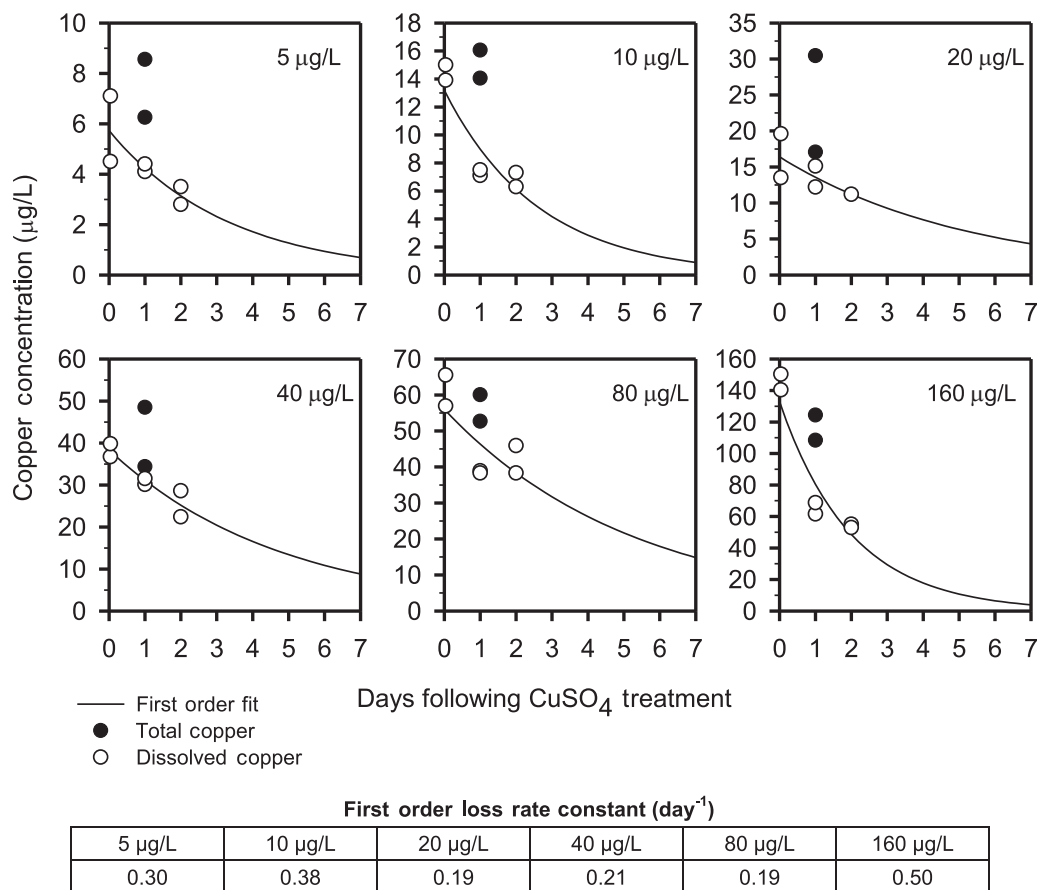 Copper concentration (µg/L)
10
8
6
4
2
0
5 µg/L
0 1 2 3 4 5 6 7
18
16
14
12
10
8
6
4
2
0
10 µg/L
0 1 2 3 4 5 6 7
35
30
25
20
15
10
5
0
20 µg/L
0 1 2 3 4 5 6 7
60
50
40
30
20
10
0
40 µg/L
0 1 2 3 4 5 6 7
70
60
50
40
30
20
10
0
80 µg/L
0 1 2 3 4 5 6 7
160
140
120
100
80
60
40
20
0
160 µg/L
0 1 2 3 4 5 6 7
Days following CuSO4 treatment
First order fit
Total copper
Dissolved copper
First order loss rate constant (day-1)
5 µg/L 10 µg/L 20 µg/L 40 µg/L 80 µg/L 160 µg/L
0.30 0.38 0.19 0.21 0.19 0.50